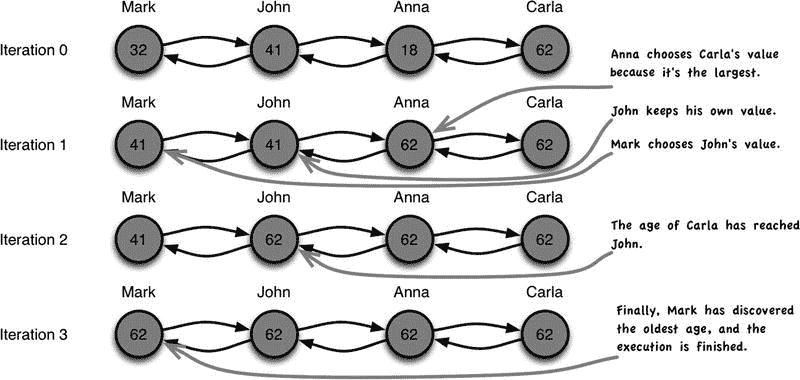 Mark John Anna Carla
Iteration 0 32 41 18 62
Anna chooses Carla's value
because it's the largest.
Mark John Anna Carla
John keeps his own value.
Iteration 1 41 41 62 62
Mark chooses John's value.
Mark John Anna Carla
Iteration 2 41 62 62 62
The age of Carla has reached
John.
Mark John Anna Carla
Iteration 3 62 62 62 62
Finally, Mark has discovered
the oldest age, and the
execution is finished.